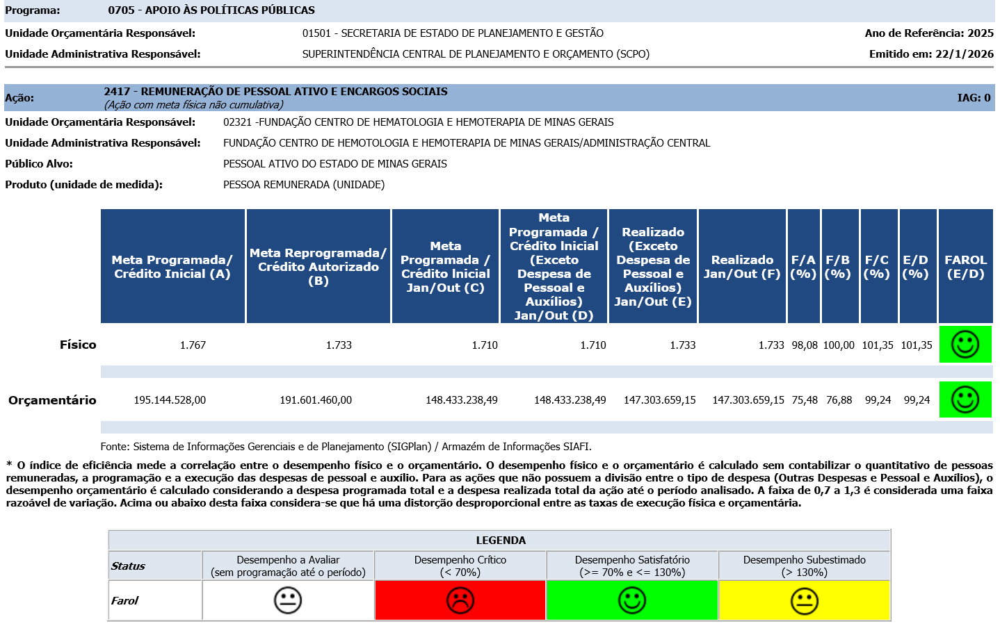 Programa: 0705 - APOIO ÀS POLÍTICAS PÚBLICAS
Unidade Orçamentária Responsável: 01501 - SECRETARIA DE ESTADO DE PLANEJAMENTO E GESTÃO Ano de Referência: 2025
Unidade Administrativa Responsável: SUPERINTENDÊNCIA CENTRAL DE PLANEJAMENTO E ORÇAMENTO (SCPO) Emitido em: 22/1/2026
Ação: 2417 - REMUNERAÇÃO DE PESSOAL ATIVO E ENCARGOS SOCIAIS IAG: 0
(Ação com meta física não cumulativa)
Unidade Orçamentária Responsável: 02321 -FUNDAÇÃO CENTRO DE HEMATOLOGIA E HEMOTERAPIA DE MINAS GERAIS
Unidade Administrativa Responsável: FUNDAÇÃO CENTRO DE HEMOTOLOGIA E HEMOTERAPIA DE MINAS GERAIS/ADMINISTRAÇÃO CENTRAL
Público Alvo: PESSOAL ATIVO DO ESTADO DE MINAS GERAIS
Produto (unidade de medida): PESSOA REMUNERADA (UNIDADE)
Meta Programada/
Crédito Inicial (A)
Meta Reprogramada/
Crédito Autorizado
(B)
Meta
Programada /
Crédito lnicial
Jan/Out (C)
Meta
Programada /
Crédito lnicial
(Exceto
Despesa de
Pessoal e
Auxílios)
Jan/Out (D)
Realizado
(Exceto
Despesa de
Pessoal e
Auxílios)
Jan/Out (E)
Realizado
Jan/Out (F)
F/A
(%)
F/B
(%)
F/C
(%)
E/D
(%)
FAROL
(E/D)
Físico 1.767 1.733 1.710 1.710 1.733 1.733 98,08 100,00 101,35 101,35
Orçamentário 195.144.528,00 191.601.460,00 148.433.238,49 148.433.238,49 147.303.659,15 147.303.659,15 75,48 76,88 99,24 99,24
Fonte: Sistema de Informações Gerenciais e de Planejamento (SIGPlan) / Armazém de Informações SIAFI.
* O índice de eficiência mede a correlação entre o desempenho físico e o orçamentário. O desempenho físico e o orçamentário é calculado sem contabilizar o quantitativo de pessoas
remuneradas, a programação e a execução das despesas de pessoal e auxílio. Para as ações que não possuem a divisão entre o tipo de despesa (Outras Despesas e Pessoal e Auxílios), o
desempenho orçamentário é calculado considerando a despesa programada total e a despesa realizada total da ação até o período analisado. A faixa de 0,7 a 1,3 é considerada uma faixa
razoável de variação. Acima ou abaixo desta faixa considera-se que há uma distorção desproporcional entre as taxas de execução física e orçamentária.
LEGENDA
Status
Desempenho a Avaliar
(sem programação até o período)
Desempenho Crítico
(< 70%)
Desempenho Satisfatório
(>= 70% e <= 130%)
Desempenho Subestimado
(> 130%)
Farol